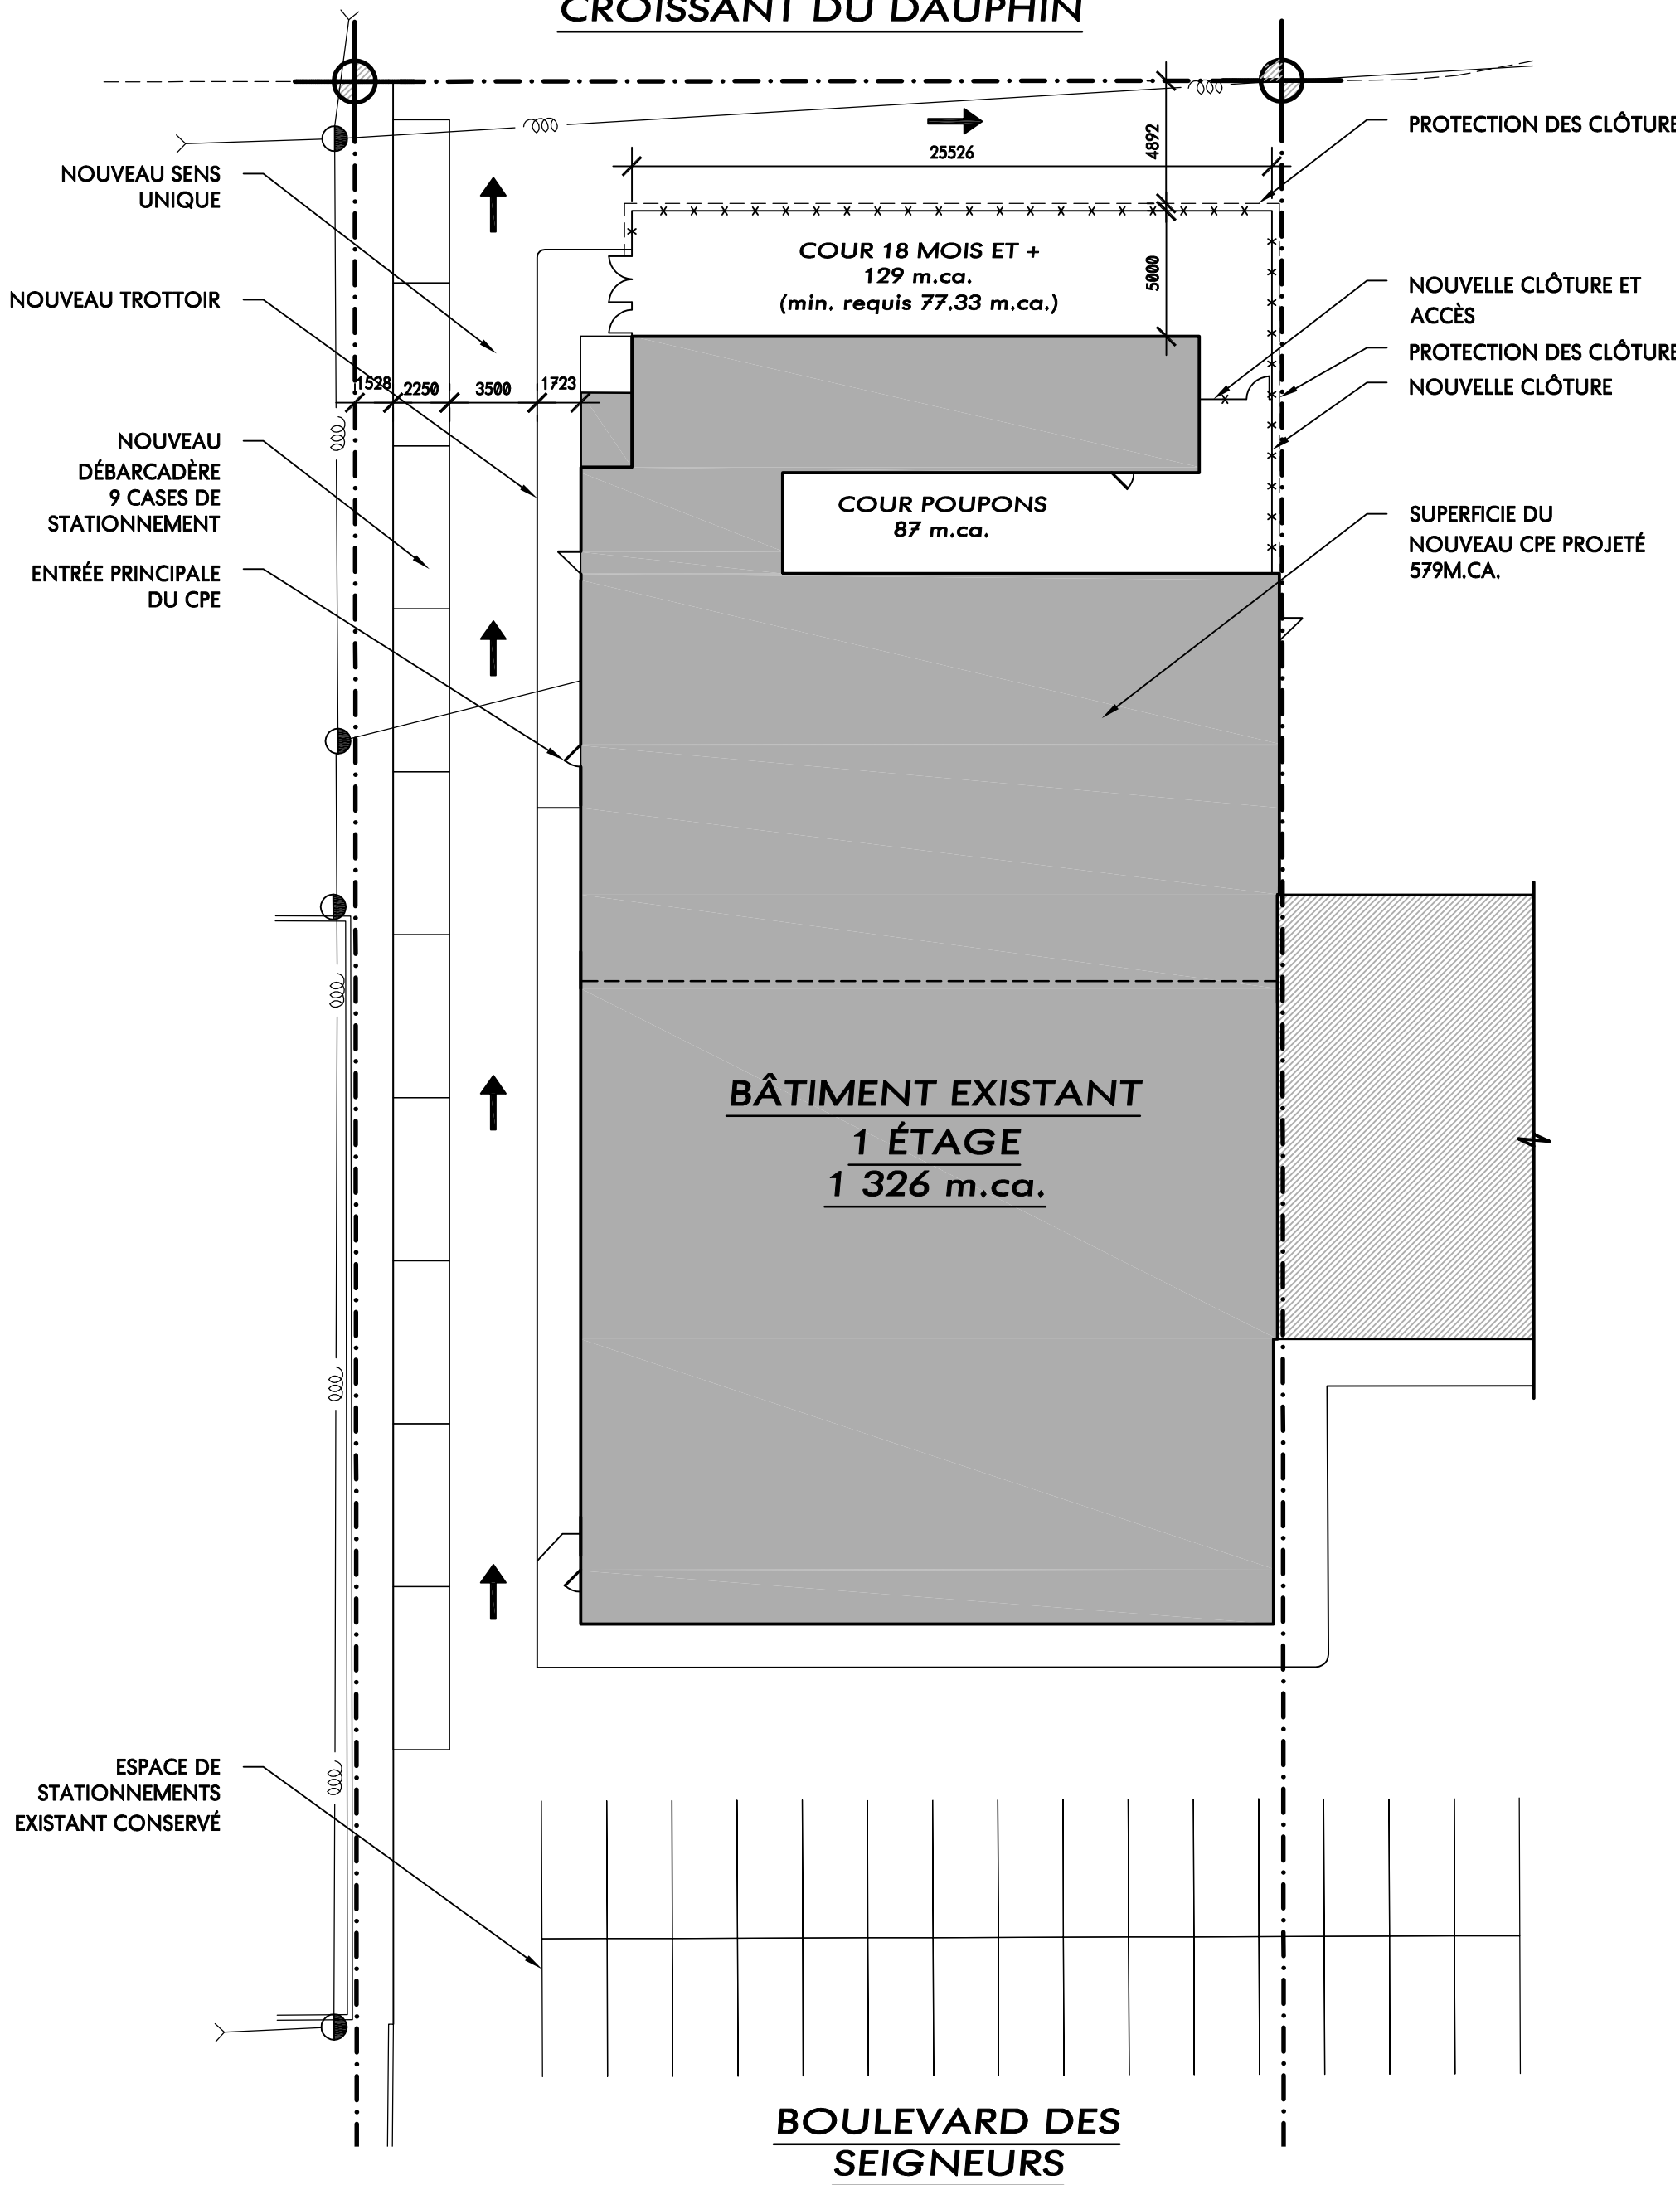 CROISSANT DU DAUPHIN
PROTECTION DES CLÔTURE
4892
25526
NOUVEAU SENS
UNIQUE
COUR 18 MOIS ET +
129 m.ca.
(min. requis 77.33 m.ca.)
5000
NOUVEAU TROTTOIR
NOUVELLE CLÔTURE ET
ACCÈS
PROTECTION DES CLÔTURE
NOUVELLE CLÔTURE
1528
2250
3500
1723
NOUVEAU
DÉBARCADÈRE
9 CASES DE
STATIONNEMENT
COUR POUPONS
87 m.ca.
SUPERFICIE DU
NOUVEAU CPE PROJETÉ
579M.CA.
ENTRÉE PRINCIPALE
DU CPE
BÂTIMENT EXISTANT
1 ÉTAGE
1 326 m.ca.
ESPACE DE
STATIONNEMENTS
EXISTANT CONSERVÉ
BOULEVARD DES
SEIGNEURS